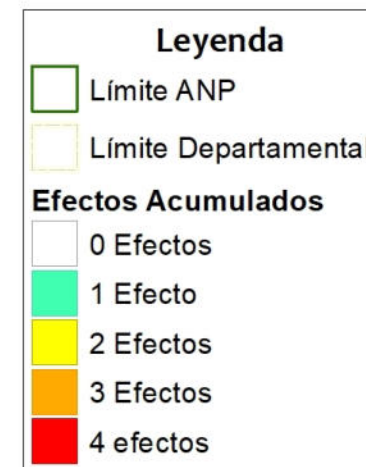 Leyenda
Límite ANP
Límite Departamental
Efectos Acumulados
0 Efectos
1 Efecto
2 Efectos
3 Efectos
4 efectos